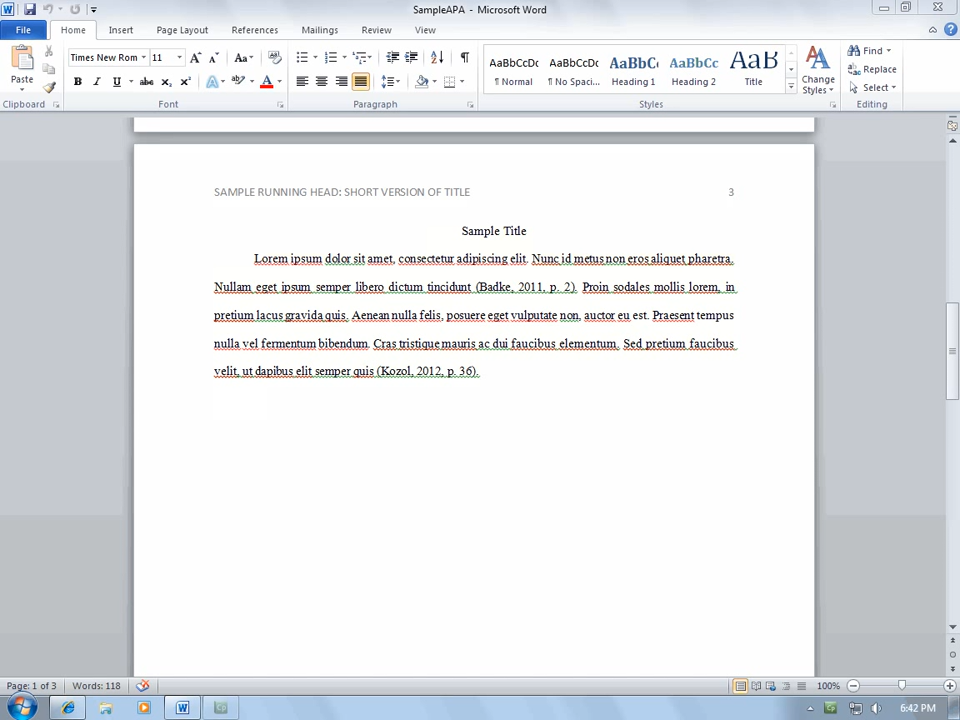 SampleAPA - Microsoft Word
File Home Insert Page Layout References Mailings Review View
Paste
Clipboard
Times New Rom 11
Font
Paragraph
AaBbCcDc AaBbCcDc AaBbC AaBbCc AaB
¶ Normal ¶ No Spaci... Heading 1 Heading 2 Title
Styles
Change Styles
Find
Replace
Select
Editing
SAMPLE RUNNING HEAD: SHORT VERSION OF TITLE 3
Sample Title
Lorem ipsum dolor sit amet, consectetur adipiscing elit. Nunc id metus non eros aliquet pharetra.
Nullam eget ipsum semper libero dictum tincidunt (Badke, 2011, p. 2). Proin sodales mollis lorem, in
pretium lacus gravida quis. Aenean nulla felis, posuere eget vulputate non, auctor eu est. Praesent tempus
nulla vel fermentum bibendum. Cras tristique mauris ac dui faucibus elementum. Sed pretium faucibus
velit, ut dapibus elit semper quis (Kozol, 2012, p. 36).
Page: 1 of 3 Words: 118 100%
6:42 PM